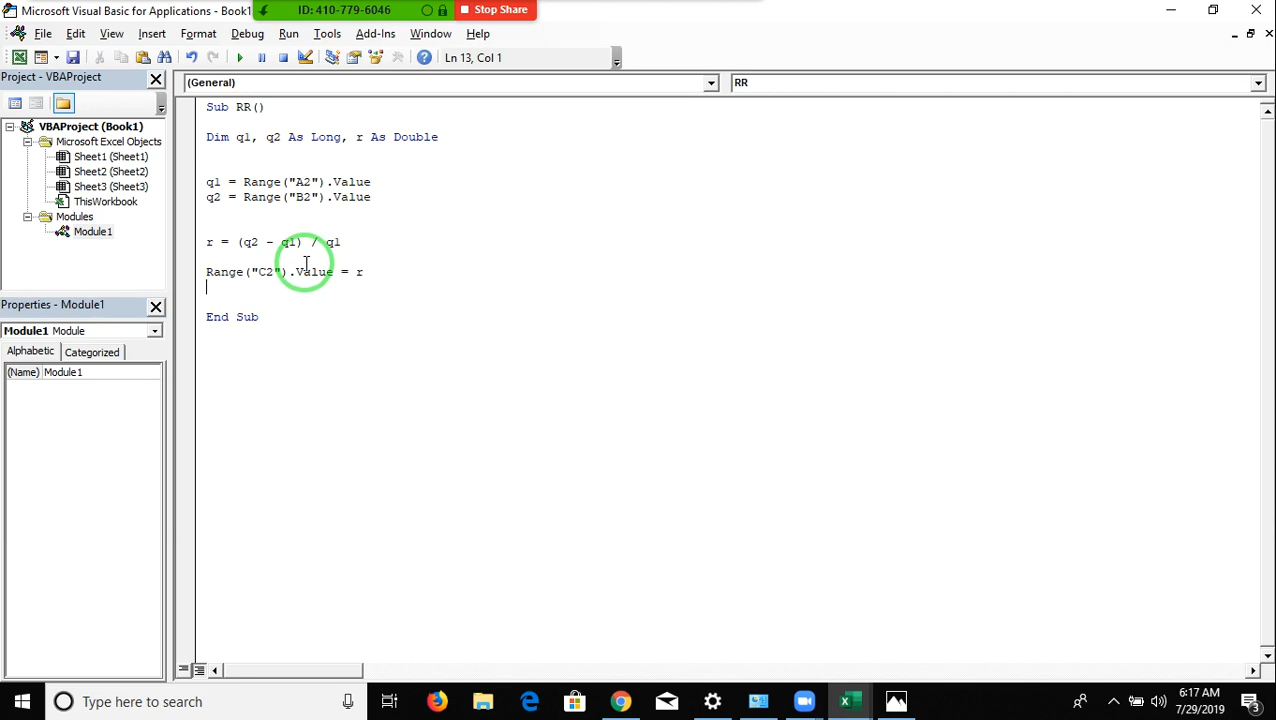 Microsoft Visual Basic for Applications - Book1
ID: 410-779-6046
Stop Share
File Edit View Insert Format Debug Run Tools Add-Ins Window Help
Ln 13, Col 1
Project - VBAProject
(General)
RR
VBAProject (Book1)
Microsoft Excel Objects
Sheet1 (Sheet1)
Sheet2 (Sheet2)
Sheet3 (Sheet3)
ThisWorkbook
Modules
Module1
Sub RR()
Dim q1, q2 As Long, r As Double
q1 = Range("A2").Value
q2 = Range("B2").Value
r = (q2 - q1) / q1
Range("C2").Value = r
End Sub
Properties - Module1
Module1 Module
Alphabetic Categorized
(Name) Module1
Type here to search
6:17 AM
7/29/2019
3